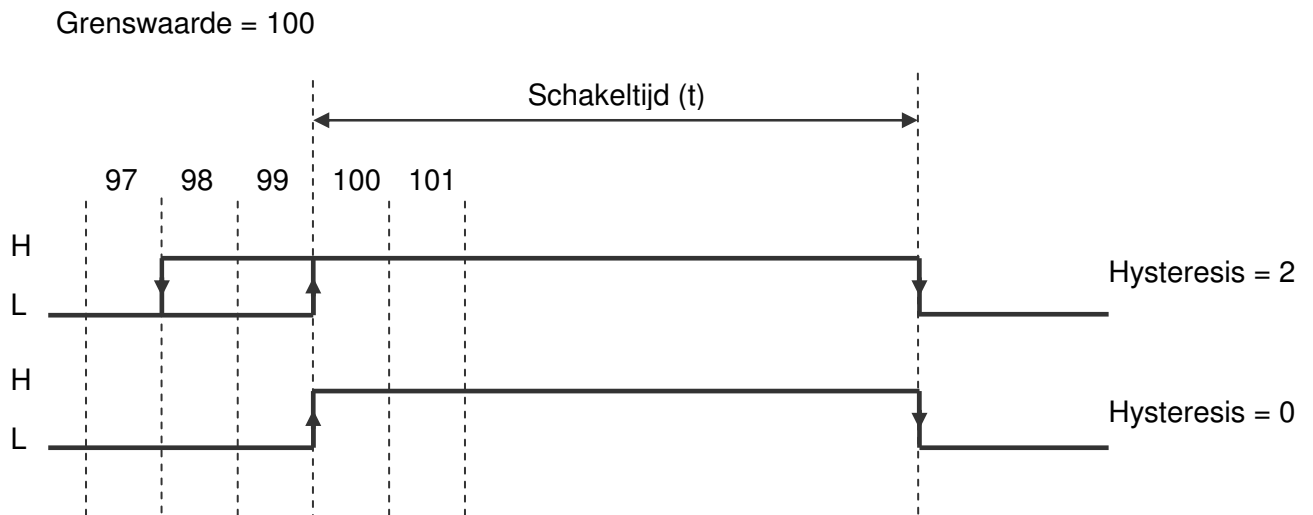 Grenswaarde = 100
Schakeltijd (t)
97 98 99 100 101
H
L
Hysteresis = 2
H
L
Hysteresis = 0